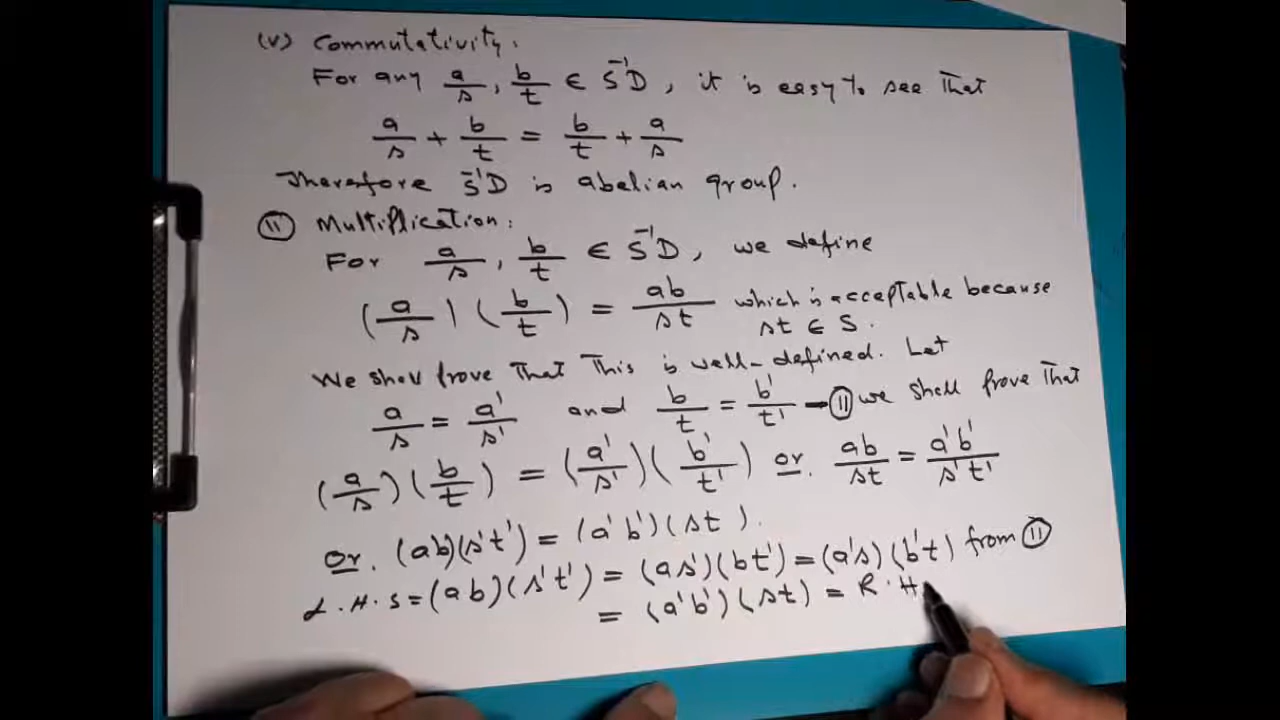 (v) Commutativity.
For any a/s, b/t ∈ S⁻¹D, it is easy to see that
a/s + b/t = b/t + a/s
Therefore S⁻¹D is abelian group.
(II) Multiplication:
For a/s, b/t ∈ S⁻¹D, we define
(a/s)(b/t) = ab/st which is acceptable because
st ∈ S.
We shou prove that this is well-defined. Let
a/s = a'/s' and b/t = b'/t' — (II) we shall prove that
(a/s)(b/t) = (a'/s')(b'/t') or. ab/st = a'b'/s't'
or. (ab)(s't') = (a'b')(st).
L.H.S = (ab)(s't') = (as')(bt') = (a's)(b't) from (II)
= (a'b')(st) = R.H.